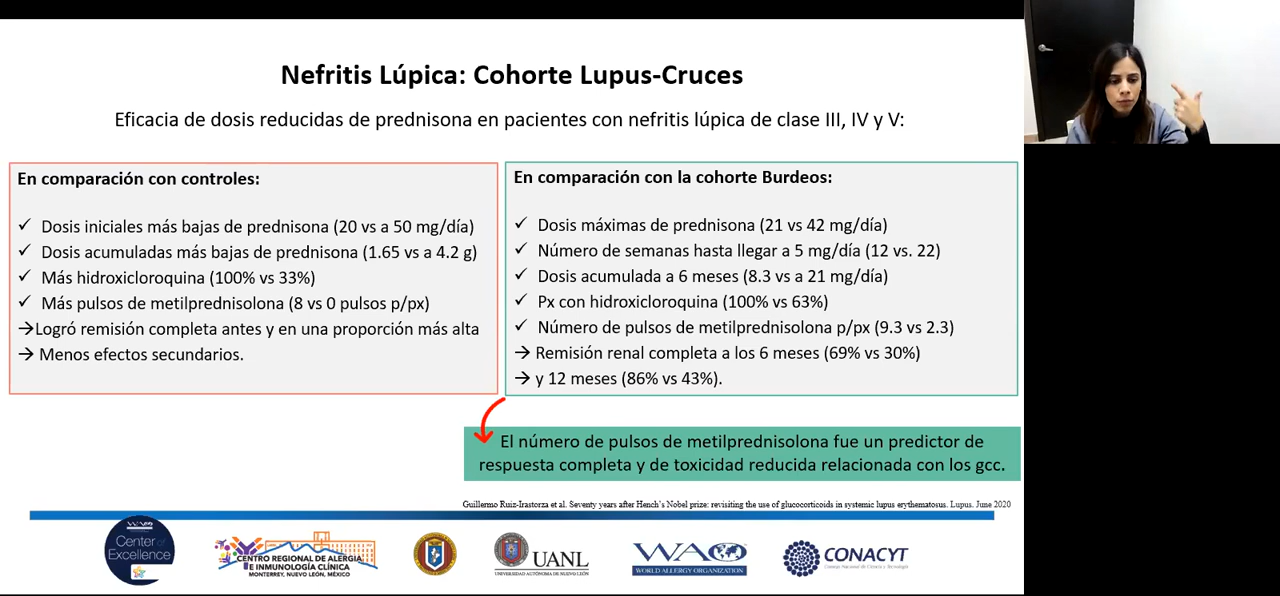 Nefritis Lúpica: Cohorte Lupus-Cruces
Eficacia de dosis reducidas de prednisona en pacientes con nefritis lúpica de clase III, IV y V:
En comparación con controles:
✓ Dosis iniciales más bajas de prednisona (20 vs a 50 mg/día)
✓ Dosis acumuladas más bajas de prednisona (1.65 vs a 4.2 g)
✓ Más hidroxicloroquina (100% vs 33%)
✓ Más pulsos de metilprednisolona (8 vs 0 pulsos p/px)
→Logró remisión completa antes y en una proporción más alta
→ Menos efectos secundarios.
En comparación con la cohorte Burdeos:
✓ Dosis máximas de prednisona (21 vs 42 mg/día)
✓ Número de semanas hasta llegar a 5 mg/día (12 vs. 22)
✓ Dosis acumulada a 6 meses (8.3 vs a 21 mg/día)
✓ Px con hidroxicloroquina (100% vs 63%)
✓ Número de pulsos de metilprednisolona p/px (9.3 vs 2.3)
→ Remisión renal completa a los 6 meses (69% vs 30%)
→ y 12 meses (86% vs 43%).
El número de pulsos de metilprednisolona fue un predictor de
respuesta completa y de toxicidad reducida relacionada con los gcc.
Guillermo Ruiz-Irastorza et al. Seventy years after Hench's Nobel prize: revisiting the use of glucocorticoids in systemic lupus erythematosus. Lupus. June 2020
Center of
Excellence
CENTRO REGIONAL DE ALERGIA
E INMUNOLOGÍA CLÍNICA
MONTERREY, NUEVO LEÓN, MÉXICO
UANL
UNIVERSIDAD AUTÓNOMA DE NUEVO LEÓN
WAO
WORLD ALLERGY ORGANIZATION
CONACYT
Consejo Nacional de Ciencia y Tecnología